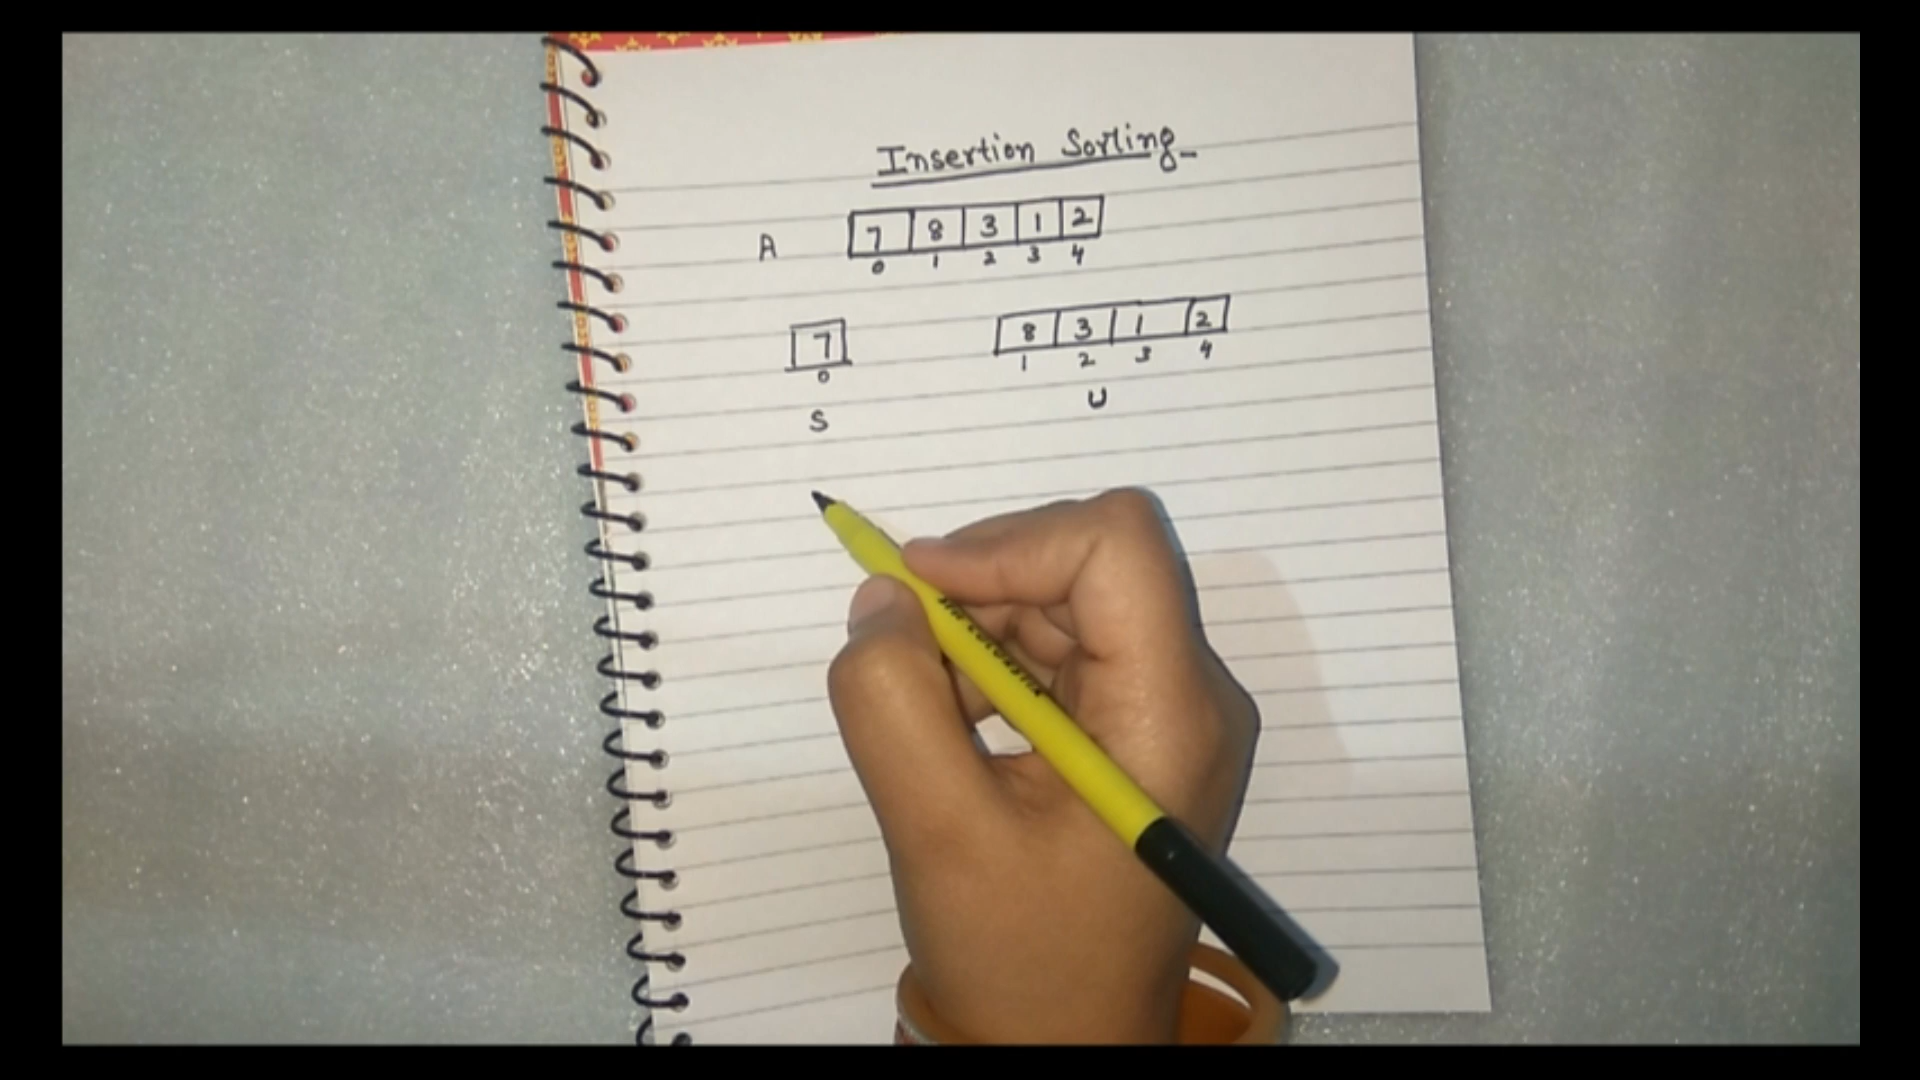 Insertion Sorting
A 7 8 3 1 2
0 1 2 3 4
7 8 3 1 2
0 1 2 3 4
S U